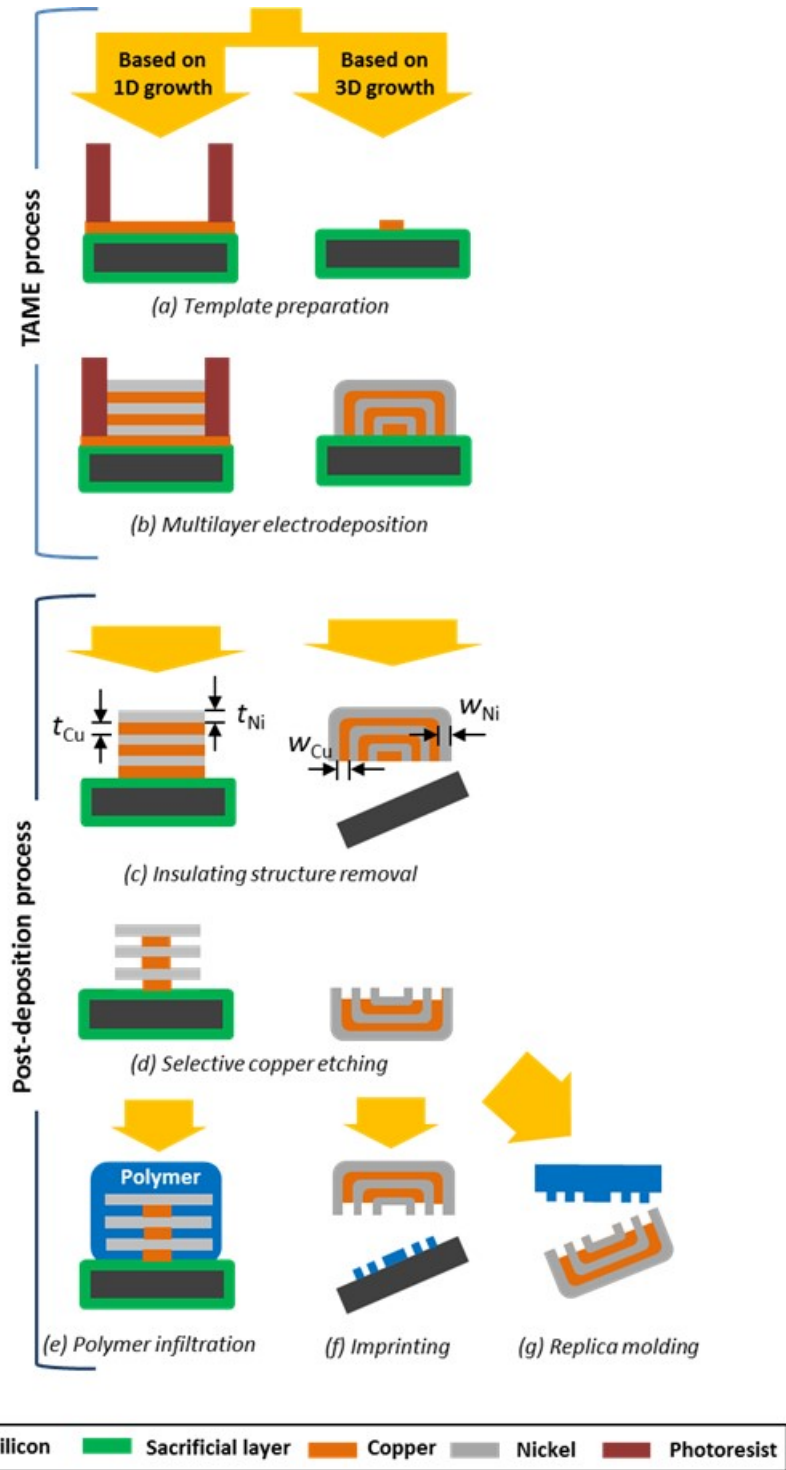 Based on
1D growth
Based on
3D growth
TAME process
(a) Template preparation
(b) Multilayer electrodeposition
Post-deposition process
tCu
tNi
wCu
wNi
(c) Insulating structure removal
(d) Selective copper etching
Polymer
(e) Polymer infiltration
(f) Imprinting
(g) Replica molding
ilicon Sacrificial layer Copper Nickel Photoresist